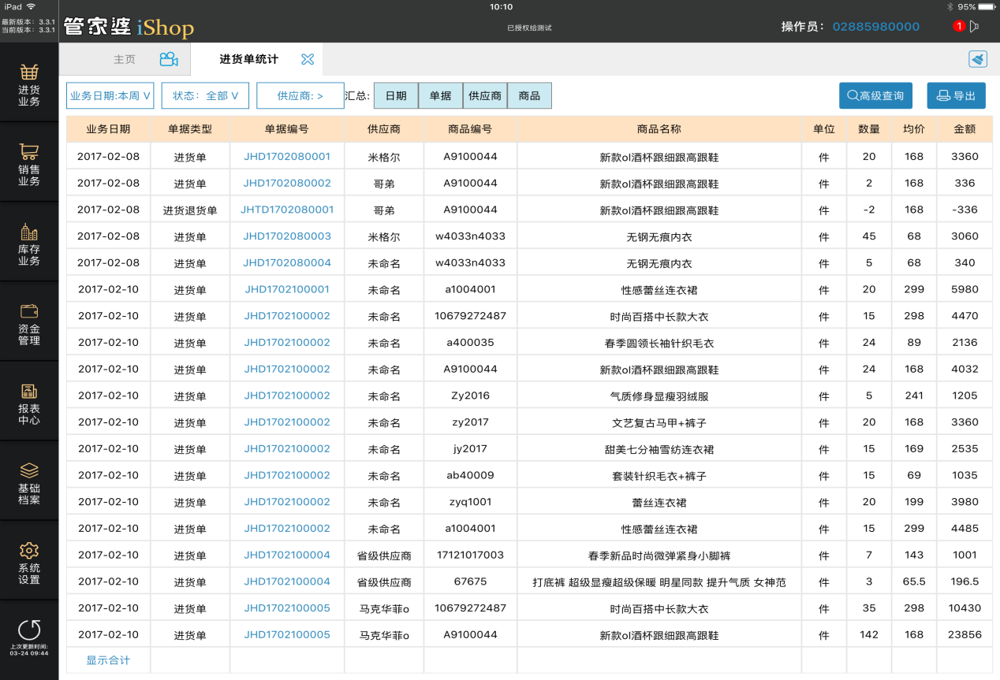 iPad 10:10 95%
最新版本: 3.3.1
当前版本: 3.3.1
管家婆 iShop
已授权给测试
操作员: 02885980000
1
主页
进货单统计
业务日期:本周 V
状态: 全部 V
供应商: >
汇总:
日期
单据
供应商
商品
高级查询
导出
进货
业务
销售
业务
库存
业务
资金
管理
报表
中心
基础
档案
系统
设置
上次更新时间:
03-24 09:44
业务日期 单据类型 单据编号 供应商 商品编号 商品名称 单位 数量 均价 金额
2017-02-08 进货单 JHD1702080001 米格尔 A9100044 新款ol酒杯跟细跟高跟鞋 件 20 168 3360
2017-02-08 进货单 JHD1702080002 哥弟 A9100044 新款ol酒杯跟细跟高跟鞋 件 2 168 336
2017-02-08 进货退货单 JHTD1702080001 哥弟 A9100044 新款ol酒杯跟细跟高跟鞋 件 -2 168 -336
2017-02-08 进货单 JHD1702080003 米格尔 w4033n4033 无钢无痕内衣 件 45 68 3060
2017-02-08 进货单 JHD1702080004 未命名 w4033n4033 无钢无痕内衣 件 5 68 340
2017-02-10 进货单 JHD1702100001 未命名 a1004001 性感蕾丝连衣裙 件 20 299 5980
2017-02-10 进货单 JHD1702100002 未命名 10679272487 时尚百搭中长款大衣 件 15 298 4470
2017-02-10 进货单 JHD1702100002 未命名 a400035 春季圆领长袖针织毛衣 件 24 89 2136
2017-02-10 进货单 JHD1702100002 未命名 A9100044 新款ol酒杯跟细跟高跟鞋 件 24 168 4032
2017-02-10 进货单 JHD1702100002 未命名 Zy2016 气质修身显瘦羽绒服 件 5 241 1205
2017-02-10 进货单 JHD1702100002 未命名 zy2017 文艺复古马甲+裤子 件 20 168 3360
2017-02-10 进货单 JHD1702100002 未命名 jy2017 甜美七分袖雪纺连衣裙 件 15 169 2535
2017-02-10 进货单 JHD1702100002 未命名 ab40009 套装针织毛衣+裤子 件 15 69 1035
2017-02-10 进货单 JHD1702100002 未命名 zyq1001 蕾丝连衣裙 件 20 199 3980
2017-02-10 进货单 JHD1702100002 未命名 a1004001 性感蕾丝连衣裙 件 15 299 4485
2017-02-10 进货单 JHD1702100004 省级供应商 17121017003 春季新品时尚微弹紧身小脚裤 件 7 143 1001
2017-02-10 进货单 JHD1702100004 省级供应商 67675 打底裤 超级显瘦超级保暖 明星同款 提升气质 女神范 件 3 65.5 196.5
2017-02-10 进货单 JHD1702100005 马克华菲o 10679272487 时尚百搭中长款大衣 件 35 298 10430
2017-02-10 进货单 JHD1702100005 马克华菲o A9100044 新款ol酒杯跟细跟高跟鞋 件 142 168 23856
显示合计